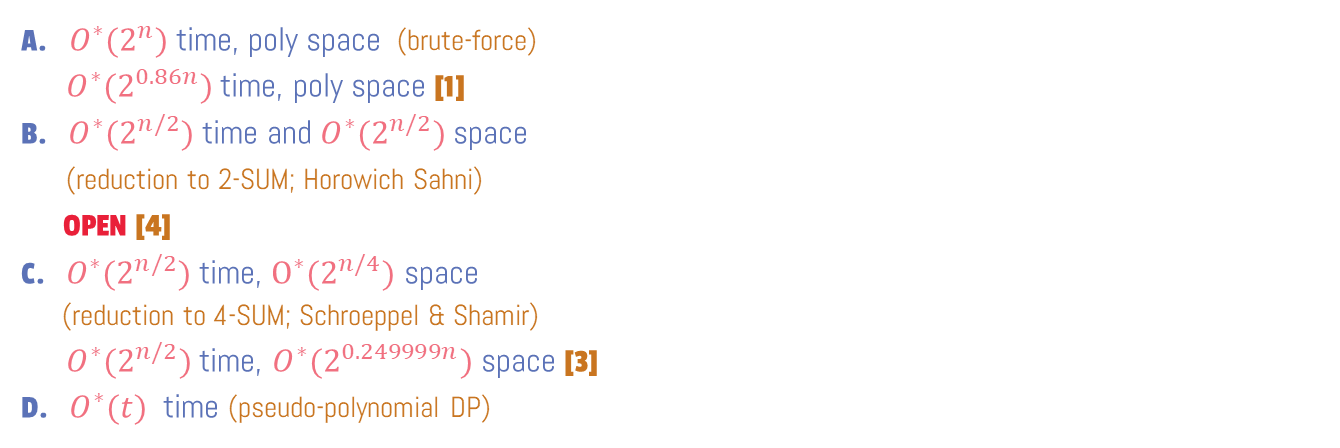 A. O*(2^n) time, poly space (brute-force)
O*(2^0.86n) time, poly space [1]
B. O*(2^n/2) time and O*(2^n/2) space
(reduction to 2-SUM; Horowich Sahni)
OPEN [4]
C. O*(2^n/2) time, O*(2^n/4) space
(reduction to 4-SUM; Schroeppel & Shamir)
O*(2^n/2) time, O*(2^0.249999n) space [3]
D. O*(t) time (pseudo-polynomial DP)